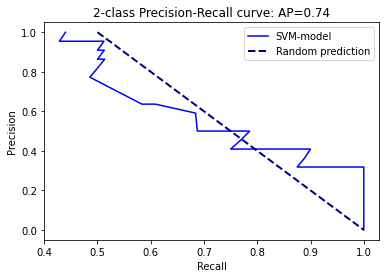 2-class Precision-Recall curve: AP=0.74
SVM-model
Random prediction
Precision
1.0
0.8
0.6
0.4
0.2
0.0
0.4 0.5 0.6 0.7 0.8 0.9 1.0
Recall